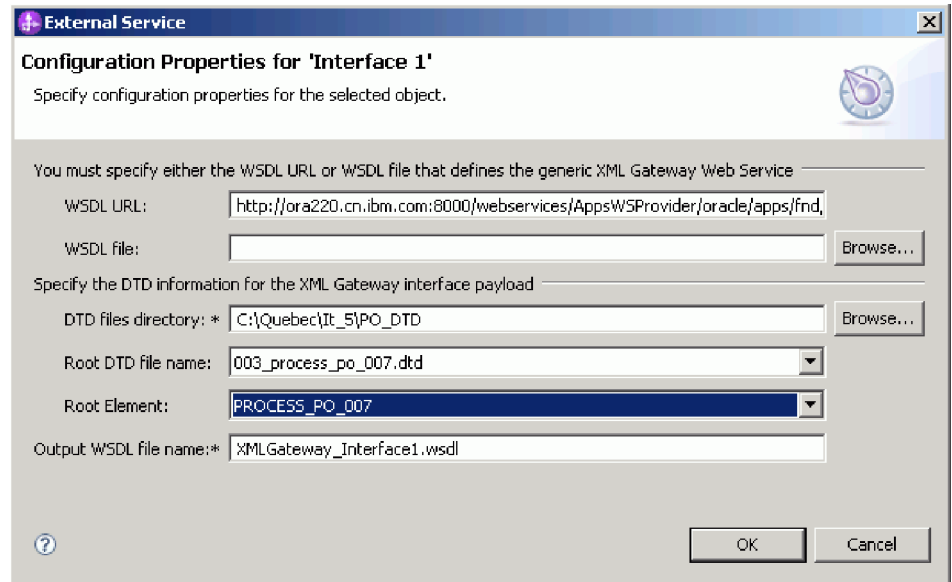 External Service
Configuration Properties for 'Interface 1'
Specify configuration properties for the selected object.
You must specify either the WSDL URL or WSDL file that defines the generic XML Gateway Web Service
WSDL URL: http://ora220.cn.ibm.com:8000/webservices/AppsWSProvider/oracle/apps/fnd,
WSDL file: Browse...
Specify the DTD information for the XML Gateway interface payload
DTD files directory: * C:\Quebec\It_5\PO_DTD Browse...
Root DTD file name: 003_process_po_007.dtd
Root Element: PROCESS_PO_007
Output WSDL file name:* XMLGateway_Interface1.wsdl
? OK Cancel